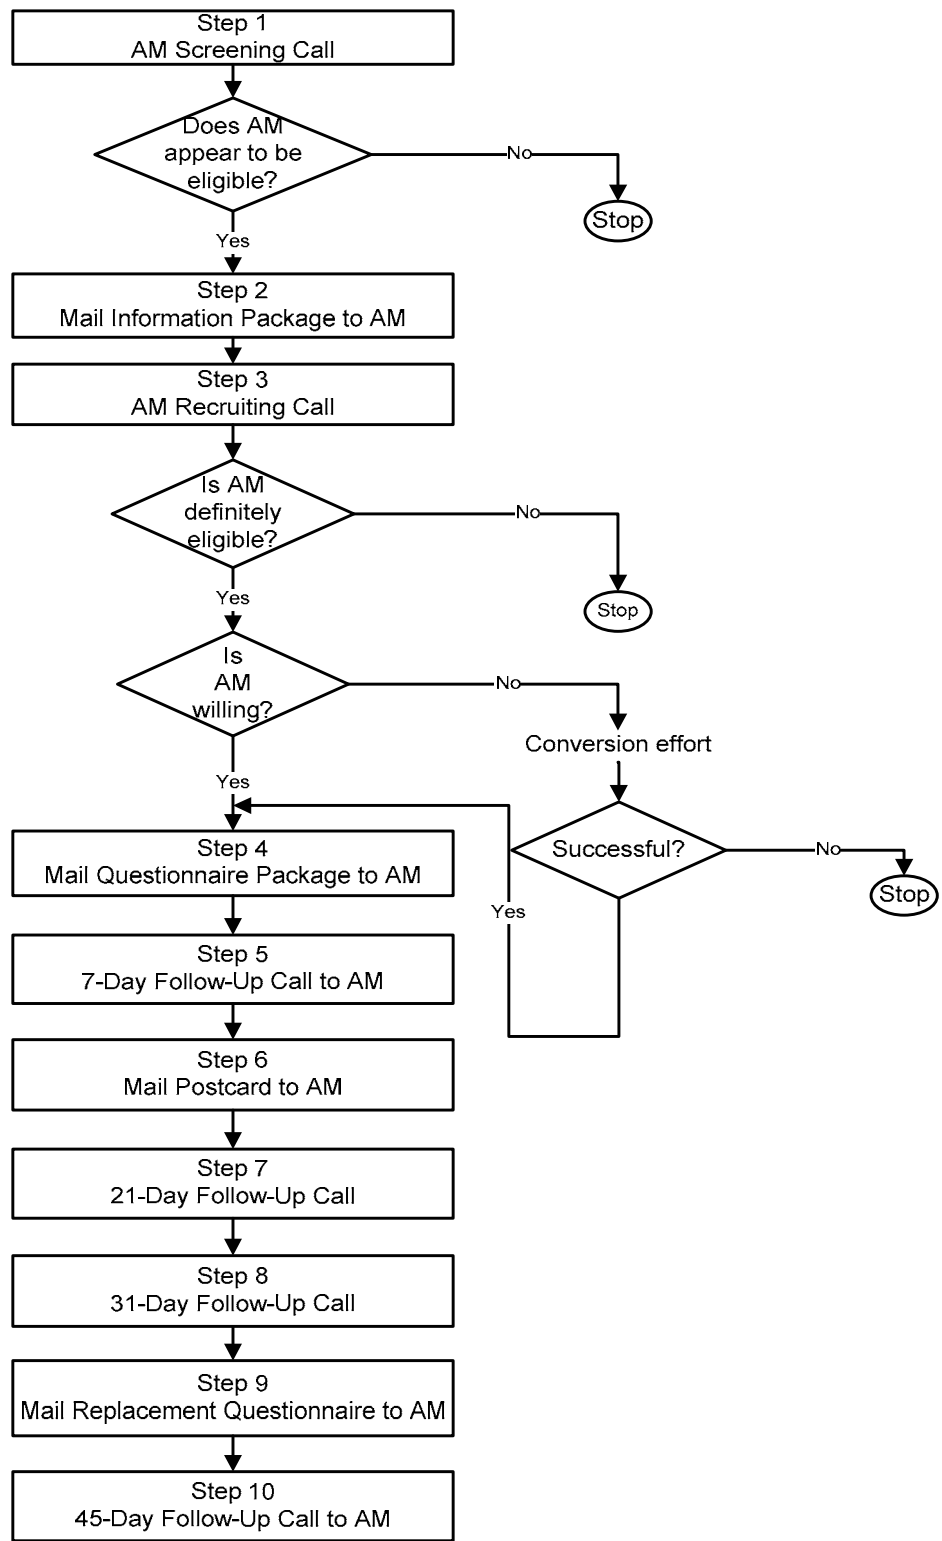 Step 1
AM Screening Call
Does AM
appear to be
eligible?
No
Stop
Yes
Step 2
Mail Information Package to AM
Step 3
AM Recruiting Call
Is AM
definitely
eligible?
No
Stop
Yes
Is
AM
willing?
No
Conversion effort
Yes
Successful?
No
Stop
Yes
Step 4
Mail Questionnaire Package to AM
Step 5
7-Day Follow-Up Call to AM
Step 6
Mail Postcard to AM
Step 7
21-Day Follow-Up Call
Step 8
31-Day Follow-Up Call
Step 9
Mail Replacement Questionnaire to AM
Step 10
45-Day Follow-Up Call to AM